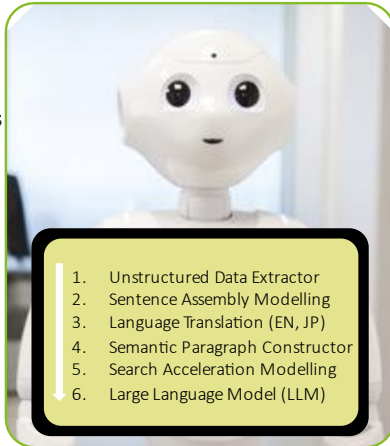 s
1. Unstructured Data Extractor
2. Sentence Assembly Modelling
3. Language Translation (EN, JP)
4. Semantic Paragraph Constructor
5. Search Acceleration Modelling
6. Large Language Model (LLM)